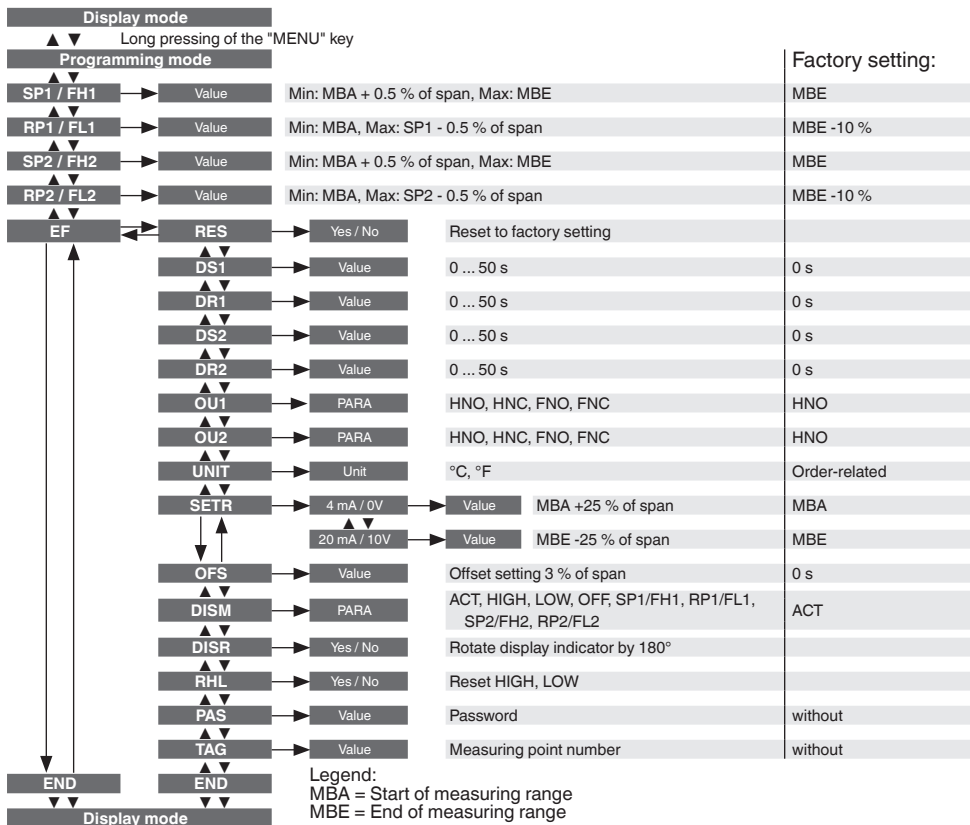 Display mode
Long pressing of the "MENU" key
Programming mode Factory setting:
SP1 / FH1 Value Min: MBA + 0.5 % of span, Max: MBE MBE
RP1 / FL1 Value Min: MBA, Max: SP1 - 0.5 % of span MBE -10 %
SP2 / FH2 Value Min: MBA + 0.5 % of span, Max: MBE MBE
RP2 / FL2 Value Min: MBA, Max: SP2 - 0.5 % of span MBE -10 %
EF RES Yes / No Reset to factory setting
DS1 Value 0 ... 50 s 0 s
DR1 Value 0 ... 50 s 0 s
DS2 Value 0 ... 50 s 0 s
DR2 Value 0 ... 50 s 0 s
OU1 PARA HNO, HNC, FNO, FNC HNO
OU2 PARA HNO, HNC, FNO, FNC HNO
UNIT Unit °C, °F Order-related
SETR 4 mA / 0V Value MBA +25 % of span MBA
20 mA / 10V Value MBE -25 % of span MBE
OFS Value Offset setting 3 % of span 0 s
DISM PARA ACT, HIGH, LOW, OFF, SP1/FH1, RP1/FL1, ACT
SP2/FH2, RP2/FL2
DISR Yes / No Rotate display indicator by 180°
RHL Yes / No Reset HIGH, LOW
PAS Value Password without
TAG Value Measuring point number without
END END Legend:
MBA = Start of measuring range
Display mode MBE = End of measuring range